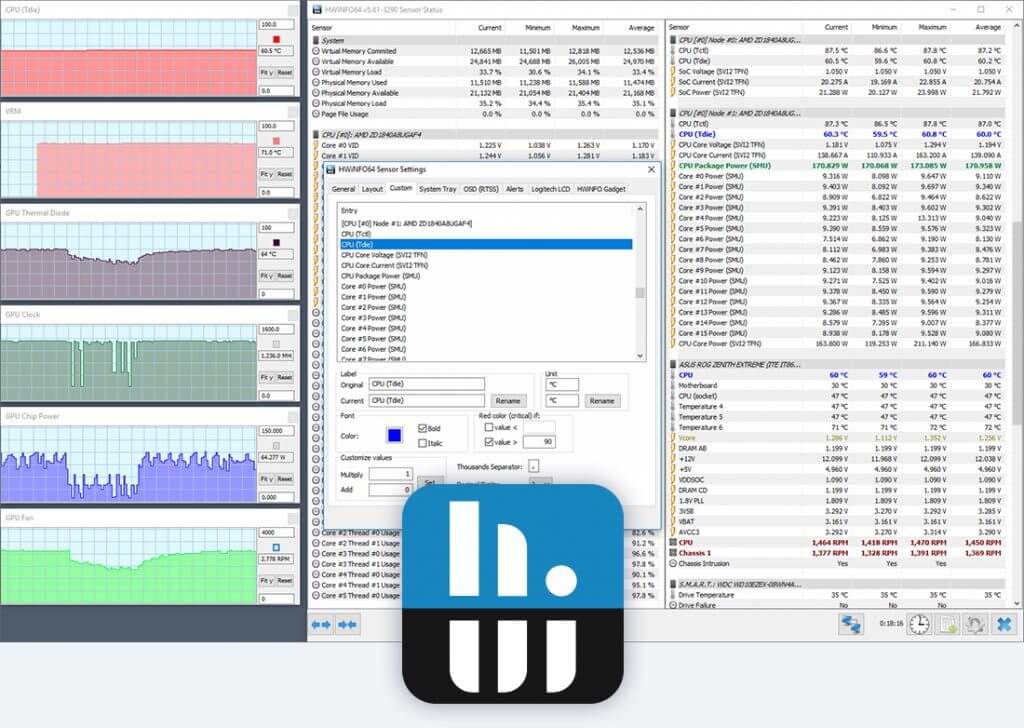 CPU (Tdie)
100.0
60.5 °C
Fit y Reset
0.0
VRM
100.0
71.0 °C
Fit y Reset
0.0
GPU Thermal Diode
100
64 °C
Fit y Reset
0
GPU Clock
1600.0
1,236.0 MH
Fit y Reset
0.0
GPU Chip Power
150.000
64.277 W
Fit y Reset
0.000
GPU Fan
4000
2,778 RPM
Fit y Reset
0
HWiNFO64 v5.61-3290 Sensor Status
Sensor Current Minimum Maximum Average
System
Virtual Memory Commited 12,665 MB 11,501 MB 12,818 MB 12,536 MB
Virtual Memory Available 24,841 MB 24,688 MB 26,005 MB 24,970 MB
Virtual Memory Load 33.7 % 30.6 % 34.1 % 33.4 %
Physical Memory Used 11,510 MB 11,238 MB 11,588 MB 11,474 MB
Physical Memory Available 21,132 MB 21,054 MB 21,404 MB 21,168 MB
Physical Memory Load 35.2 % 34.4 % 35.4 % 35.1 %
Page File Usage 0.0 % 0.0 % 0.0 % 0.0 %
CPU [#0]: AMD ZD1840A8UGAF4
Core #0 VID 1.225 V 1.038 V 1.263 V 1.170 V
Core #1 VID 1.244 V 1.056 V 1.281 V 1.183 V
HWiNFO64 Sensor Settings
General Layout Custom System Tray OSD (RTSS) Alerts Logitech LCD HWiNFO Gadget
Entry
[CPU [#0] Node #1: AMD ZD1840A8UGAF4]
CPU (Tctl)
CPU (Tdie)
CPU Core Voltage (SVI2 TFN)
CPU Core Current (SVI2 TFN)
CPU Package Power (SMU)
Core #0 Power (SMU)
Core #1 Power (SMU)
Core #2 Power (SMU)
Core #3 Power (SMU)
Core #4 Power (SMU)
Core #5 Power (SMU)
Core #6 Power (SMU)
Core #7 Power (SMU)
Label
Original CPU (Tdie)
Current CPU (Tdie) Rename
Unit
°C
°C Rename
Font
Color:
Bold
Italic
Red color (critical) if:
value <
value > 90
Customize values
Multiply 1
Add 0
Set
Thousands Separator: ,
Core #2 Thread #0 Usage 82.6 %
Core #2 Thread #1 Usage 91.2 %
Core #3 Thread #0 Usage 96.6 %
Core #3 Thread #1 Usage 97.8 %
Core #4 Thread #0 Usage 90.1 %
Core #4 Thread #1 Usage 95.1 %
Core #5 Thread #0 Usage 97.8 %
Sensor Current Minimum Maximum Average
CPU [#0] Node #0: AMD ZD1840A8UG...
CPU (Tctl) 87.5 °C 86.6 °C 87.8 °C 87.2 °C
CPU (Tdie) 60.5 °C 59.6 °C 60.8 °C 60.2 °C
SoC Voltage (SVI2 TFN) 1.050 V 1.050 V 1.050 V 1.050 V
SoC Current (SVI2 TFN) 20.275 A 19.169 A 22.855 A 20.754 A
SoC Power (SVI2 TFN) 21.288 W 20.127 W 23.998 W 21.792 W
CPU [#0] Node #1: AMD ZD1840A8UG...
CPU (Tctl) 87.3 °C 86.5 °C 87.8 °C 87.0 °C
CPU (Tdie) 60.3 °C 59.5 °C 60.8 °C 60.0 °C
CPU Core Voltage (SVI2 TFN) 1.181 V 1.075 V 1.294 V 1.194 V
CPU Core Current (SVI2 TFN) 138.667 A 110.933 A 163.200 A 139.090 A
CPU Package Power (SMU) 170.829 W 170.068 W 173.085 W 170.958 W
Core #0 Power (SMU) 9.316 W 8.098 W 9.647 W 9.110 W
Core #1 Power (SMU) 9.403 W 8.092 W 9.697 W 9.340 W
Core #2 Power (SMU) 8.909 W 6.822 W 9.464 W 8.622 W
Core #3 Power (SMU) 9.391 W 8.403 W 9.602 W 9.302 W
Core #4 Power (SMU) 9.223 W 8.125 W 13.313 W 9.040 W
Core #5 Power (SMU) 9.390 W 8.559 W 9.576 W 9.323 W
Core #6 Power (SMU) 7.514 W 6.862 W 9.190 W 8.130 W
Core #7 Power (SMU) 8.112 W 6.983 W 9.383 W 8.476 W
Core #8 Power (SMU) 8.462 W 7.860 W 9.253 W 8.781 W
Core #9 Power (SMU) 9.123 W 8.158 W 9.594 W 9.297 W
Core #10 Power (SMU) 9.271 W 7.525 W 9.402 W 9.016 W
Core #11 Power (SMU) 9.378 W 8.450 W 9.590 W 9.279 W
Core #12 Power (SMU) 9.367 W 8.335 W 9.564 W 9.254 W
Core #13 Power (SMU) 9.286 W 8.485 W 9.596 W 9.311 W
Core #14 Power (SMU) 8.579 W 7.395 W 9.007 W 8.377 W
Core #15 Power (SMU) 8.938 W 8.178 W 9.528 W 9.080 W
CPU Core Power (SVI2 TFN) 163.800 W 119.253 W 211.140 W 166.833 W
ASUS ROG ZENITH EXTREME (ITE IT86...
CPU 60 °C 59 °C 60 °C 60 °C
Motherboard 30 °C 30 °C 30 °C 30 °C
CPU (socket) 47 °C 47 °C 47 °C 47 °C
Temperature 4 47 °C 47 °C 47 °C 47 °C
Temperature 5 47 °C 47 °C 47 °C 47 °C
Temperature 6 71 °C 71 °C 72 °C 72 °C
Vcore 1.286 V 1.112 V 1.352 V 1.256 V
DRAM AB 1.199 V 1.199 V 1.199 V 1.199 V
+12V 12.099 V 11.968 V 12.099 V 12.038 V
+5V 4.960 V 4.960 V 4.960 V 4.960 V
VDDSOC 1.199 V 1.199 V 1.199 V 1.199 V
DRAM CD 1.199 V 1.199 V 1.199 V 1.199 V
1.8V PLL 1.909 V 1.909 V 1.909 V 1.909 V
3VSB 3.292 V 3.270 V 3.292 V 3.285 V
VBAT 3.161 V 3.161 V 3.161 V 3.161 V
AVCC3 3.292 V 3.270 V 3.314 V 3.290 V
CPU 1,464 RPM 1,418 RPM 1,470 RPM 1,450 RPM
Chassis 1 1,377 RPM 1,328 RPM 1,391 RPM 1,369 RPM
Chassis Intrusion Yes Yes Yes
Drive Temperature 35 °C 35 °C 35 °C 35 °C
Drive Failure No No No
0:18:16